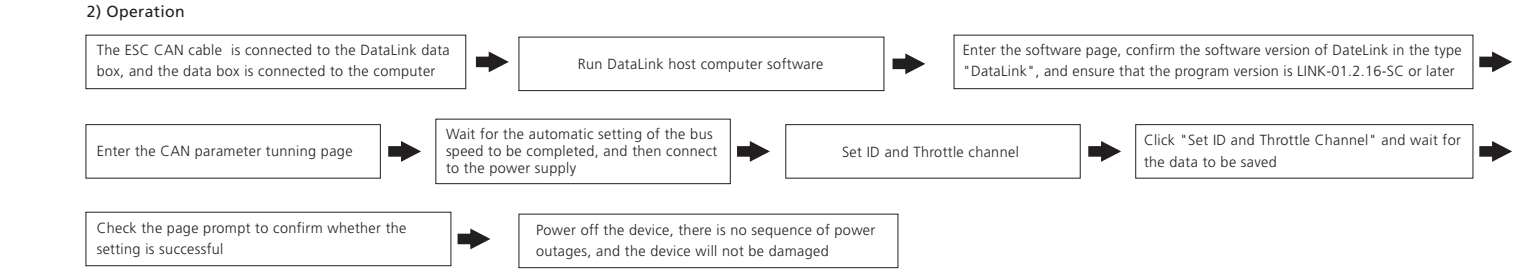 2) Operation
The ESC CAN cable is connected to the DataLink data
box, and the data box is connected to the computer
Run DataLink host computer software
Enter the software page, confirm the software version of DateLink in the type
"DataLink", and ensure that the program version is LINK-01.2.16-SC or later
Enter the CAN parameter tunning page
Wait for the automatic setting of the bus
speed to be completed, and then connect
to the power supply
Set ID and Throttle channel
Click "Set ID and Throttle Channel" and wait for
the data to be saved
Check the page prompt to confirm whether the
setting is successful
Power off the device, there is no sequence of power
outages, and the device will not be damaged